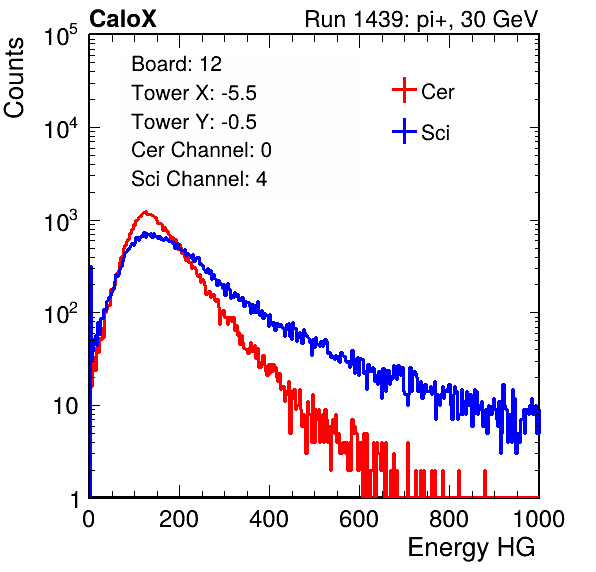 CaloX Run 1439: pi+, 30 GeV
Counts
10^5
10^4
10^3
10^2
10
1
Board: 12
Tower X: -5.5
Tower Y: -0.5
Cer Channel: 0
Sci Channel: 4
Cer
Sci
0 200 400 600 800 1000
Energy HG